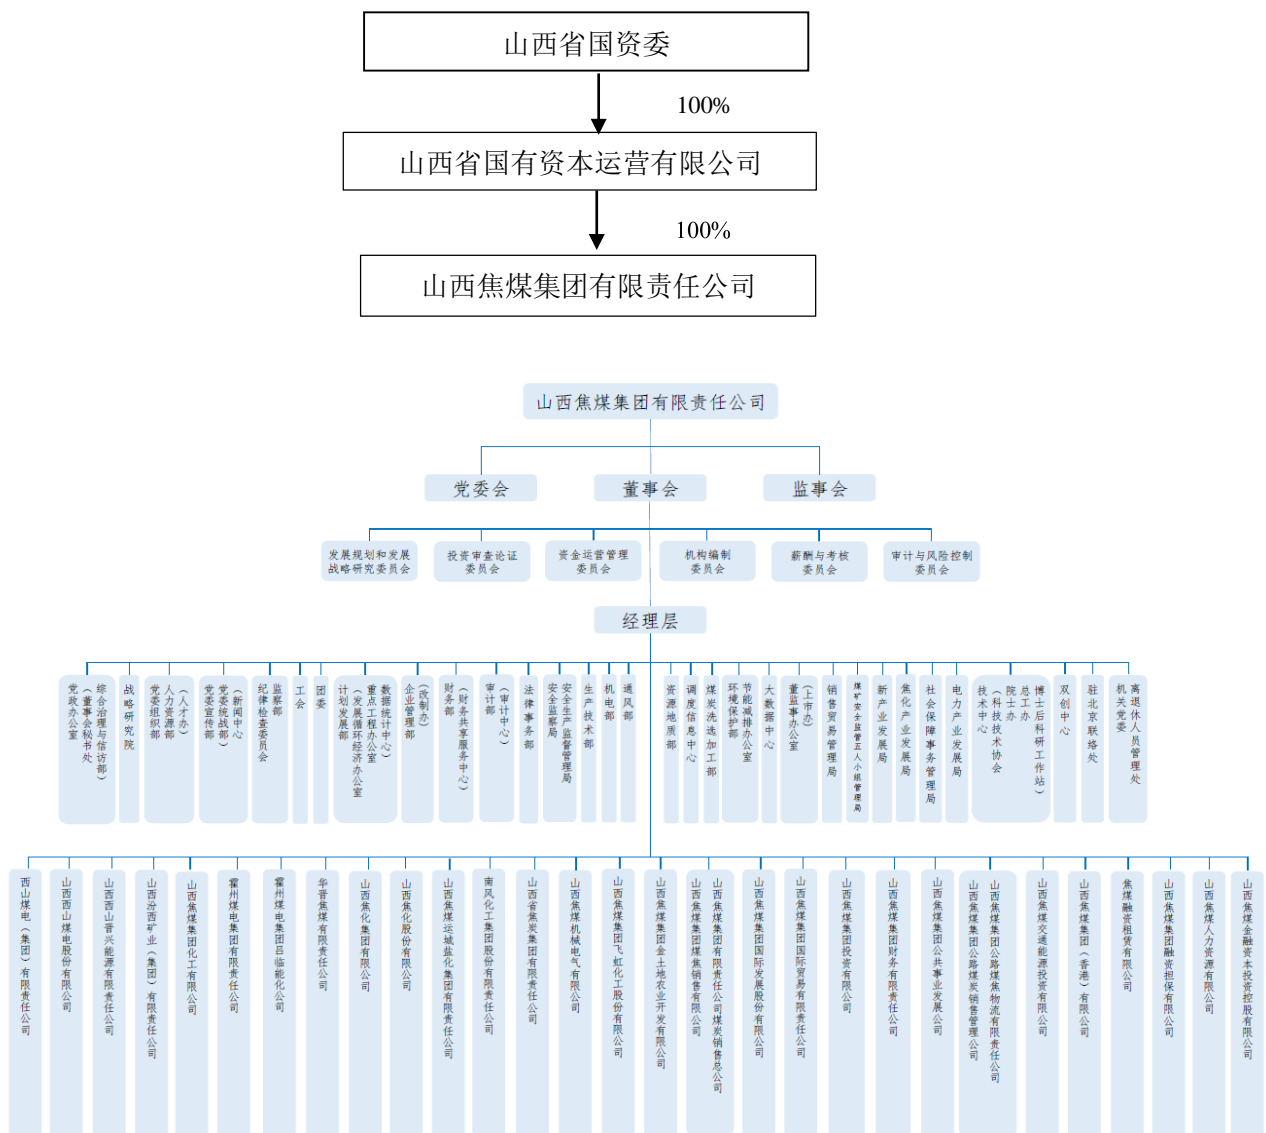 山西省国资委
100%
山西省国有资本运营有限公司
100%
山西焦煤集团有限责任公司
山西焦煤集团有限责任公司
党委会
董事会
监事会
发展规划和发展
战略研究委员会
投资审查论证
委员会
资金运营管理
委员会
机构编制
委员会
薪酬与考核
委员会
审计与风险控制
委员会
经理层
党政办公室
（董事会秘书处
综合治理与信访部）
战略研究院
党委组织部
人力资源部
（人才办）
党委宣传部
党委统战部）
（新闻中心
纪律检查委员会
监察部
工会
团委
计划发展部
（发展循环经济办公室
重点工程办公室
数据统计中心）
企业管理部
（改制办）
财务部
（财务共享服务中心）
审计部
（审计中心）
法律事务部
安全监察局
安全生产监督管理局
生产技术部
机电部
通风部
资源地质部
调度信息中心
煤炭洗选加工部
环境保护部
节能减排办公室
大数据中心
董监事办公室
（上市办）
销售贸易管理局
煤矿安全监管五人小组管理局
新产业发展局
焦化产业发展局
社会保障事务管理局
电力产业发展局
技术中心
（科技技术协会
院士办
总工办
博士后科研工作站）
双创中心
驻北京联络处
机关党委
离退休人员管理处
西山煤电（集团）有限责任公司
山西西山煤电股份有限公司
山西西山晋兴能源有限责任公司
山西汾西矿业（集团）有限责任公司
山西焦煤集团化工有限公司
霍州煤电集团有限责任公司
霍州煤电集团吕临能化公司
华晋焦煤有限责任公司
山西焦化集团有限公司
山西焦化股份有限公司
山西焦煤运城盐化集团有限责任公司
南风化工集团股份有限责任公司
山西省焦炭集团有限责任公司
山西焦煤机械电气有限公司
山西焦煤集团飞虹化工股份有限公司
山西焦煤集团金土地农业开发有限公司
山西焦煤集团煤焦销售有限公司
山西焦煤集团有限责任公司煤炭销售总公司
山西焦煤集团国际发展股份有限公司
山西焦煤集团国际贸易有限责任公司
山西焦煤集团投资有限公司
山西焦煤集团财务有限责任公司
山西焦煤集团公共事业发展公司
山西焦煤集团公路煤炭销售管理公司
山西焦煤集团公路煤焦物流有限责任公司
山西焦煤交通能源投资有限公司
山西焦煤集团（香港）有限公司
焦煤融资租赁有限公司
山西焦煤集团融资担保有限公司
山西焦煤人力资源有限公司
山西焦煤金融资本投资控股有限公司